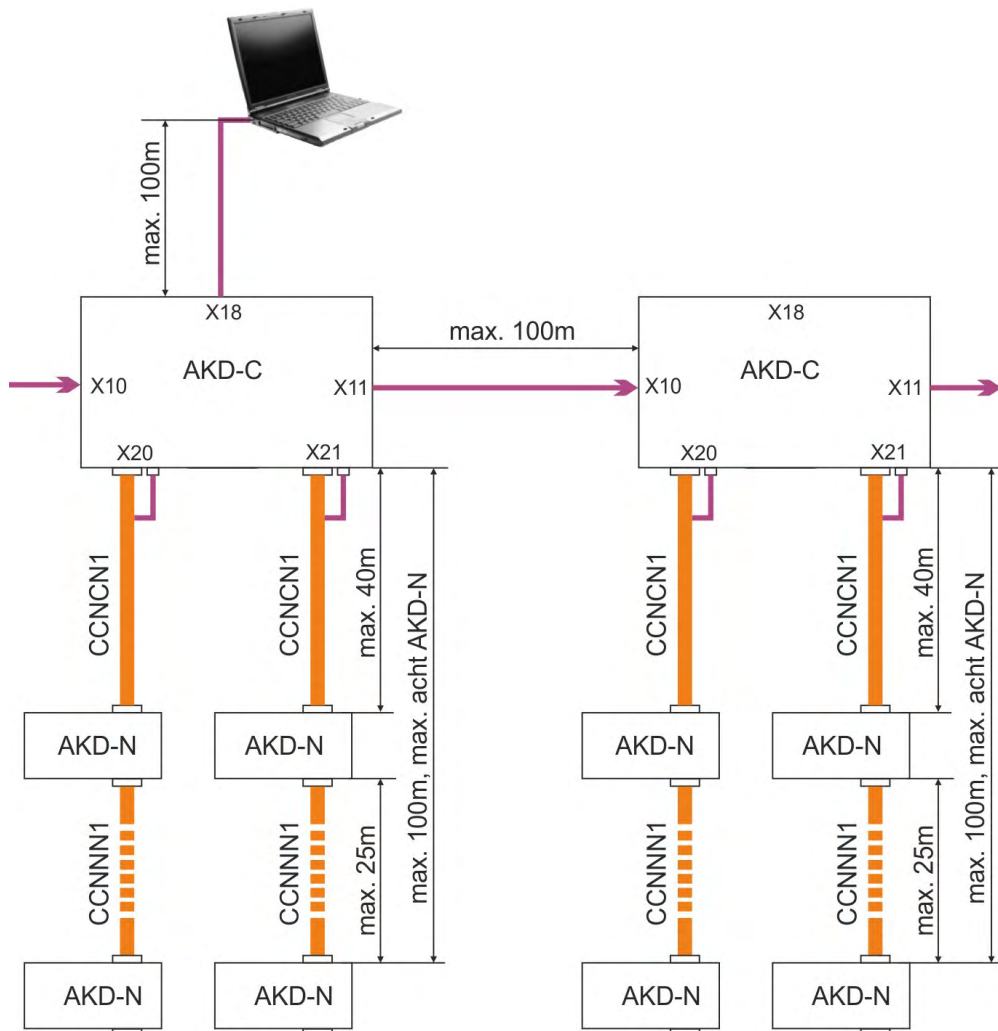 max. 100m
X18
AKD-C
X10
X11
X20
X21
max. 100m
X18
AKD-C
X10
X11
X20
X21
CCNCN1
CCNCN1
max. 40m
max. 100m, max. acht AKD-N
CCNCN1
CCNCN1
max. 40m
max. 100m, max. acht AKD-N
AKD-N
AKD-N
AKD-N
AKD-N
CCNNN1
CCNNN1
max. 25m
CCNNN1
CCNNN1
max. 25m
AKD-N
AKD-N
AKD-N
AKD-N